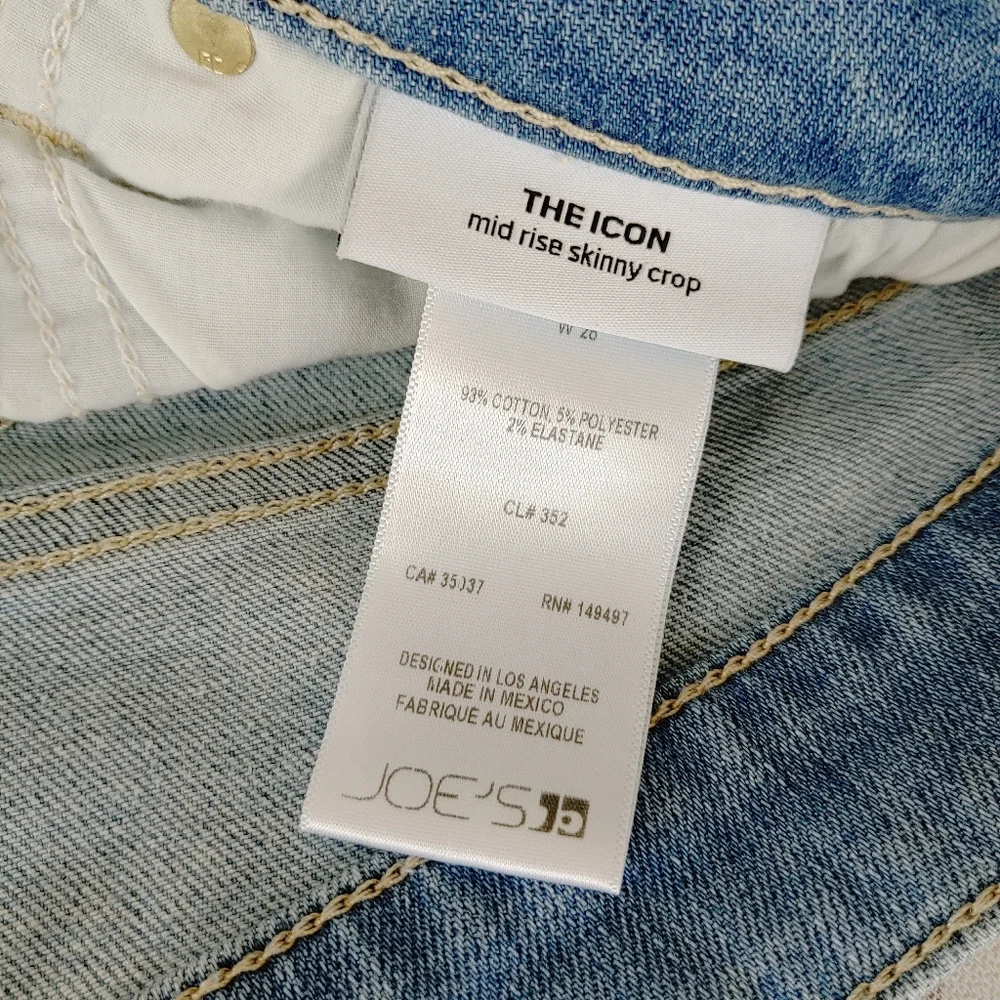 THE ICON
mid rise skinny crop
W 26
93% COTTON, 5% POLYESTER
2% ELASTANE
CL# 352
CA# 35037
RN# 149497
DESIGNED IN LOS ANGELES
MADE IN MEXICO
FABRIQUE AU MEXIQUE
JOE'S